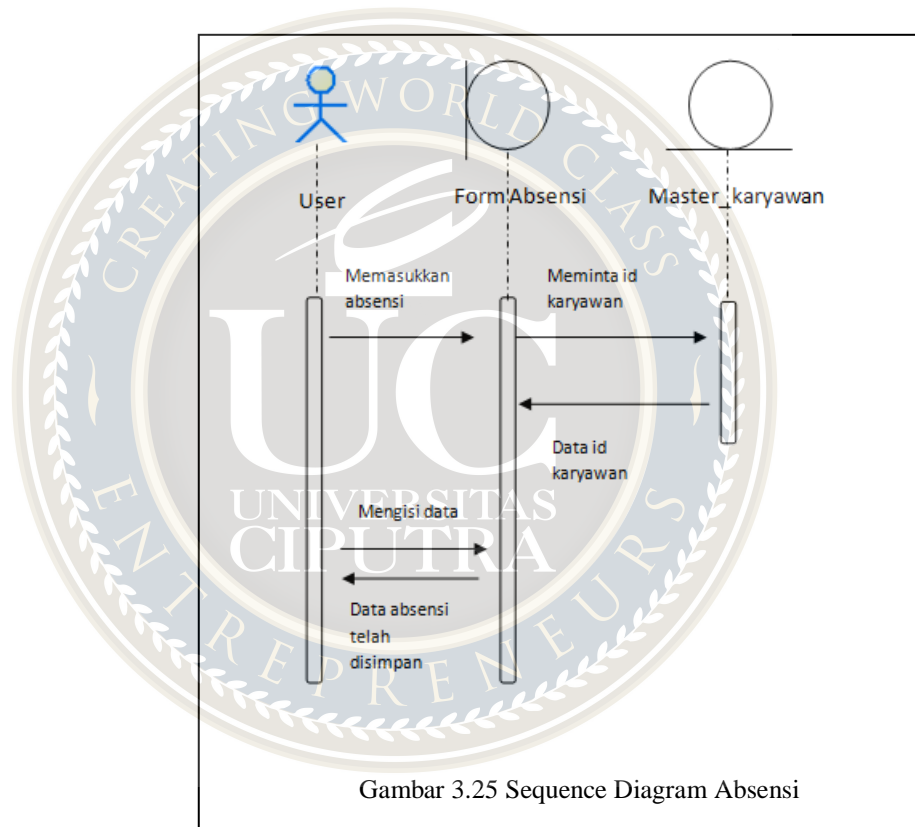 CREATING WORLD CLASS
User
Form Absensi
Master_karyawan
Memasukkan
absensi
Meminta id
karyawan
Data id
karyawan
UC
UNIVERSITAS
CIPUTRA
Mengisi data
Data absensi
telah
disimpan
ENTREPRENEURS
Gambar 3.25 Sequence Diagram Absensi